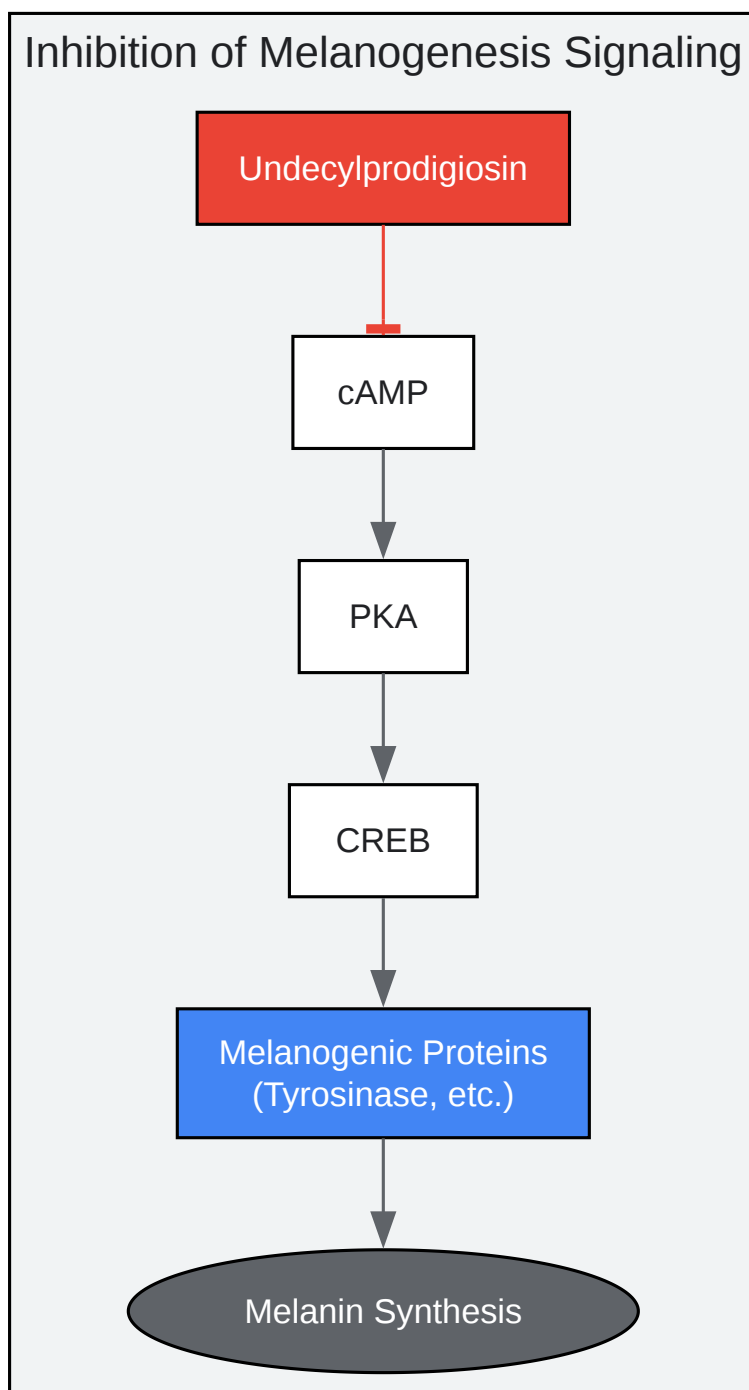 Inhibition of Melanogenesis Signaling
Undecylprodigiosin
cAMP
PKA
CREB
Melanogenic Proteins
(Tyrosinase, etc.)
Melanin Synthesis